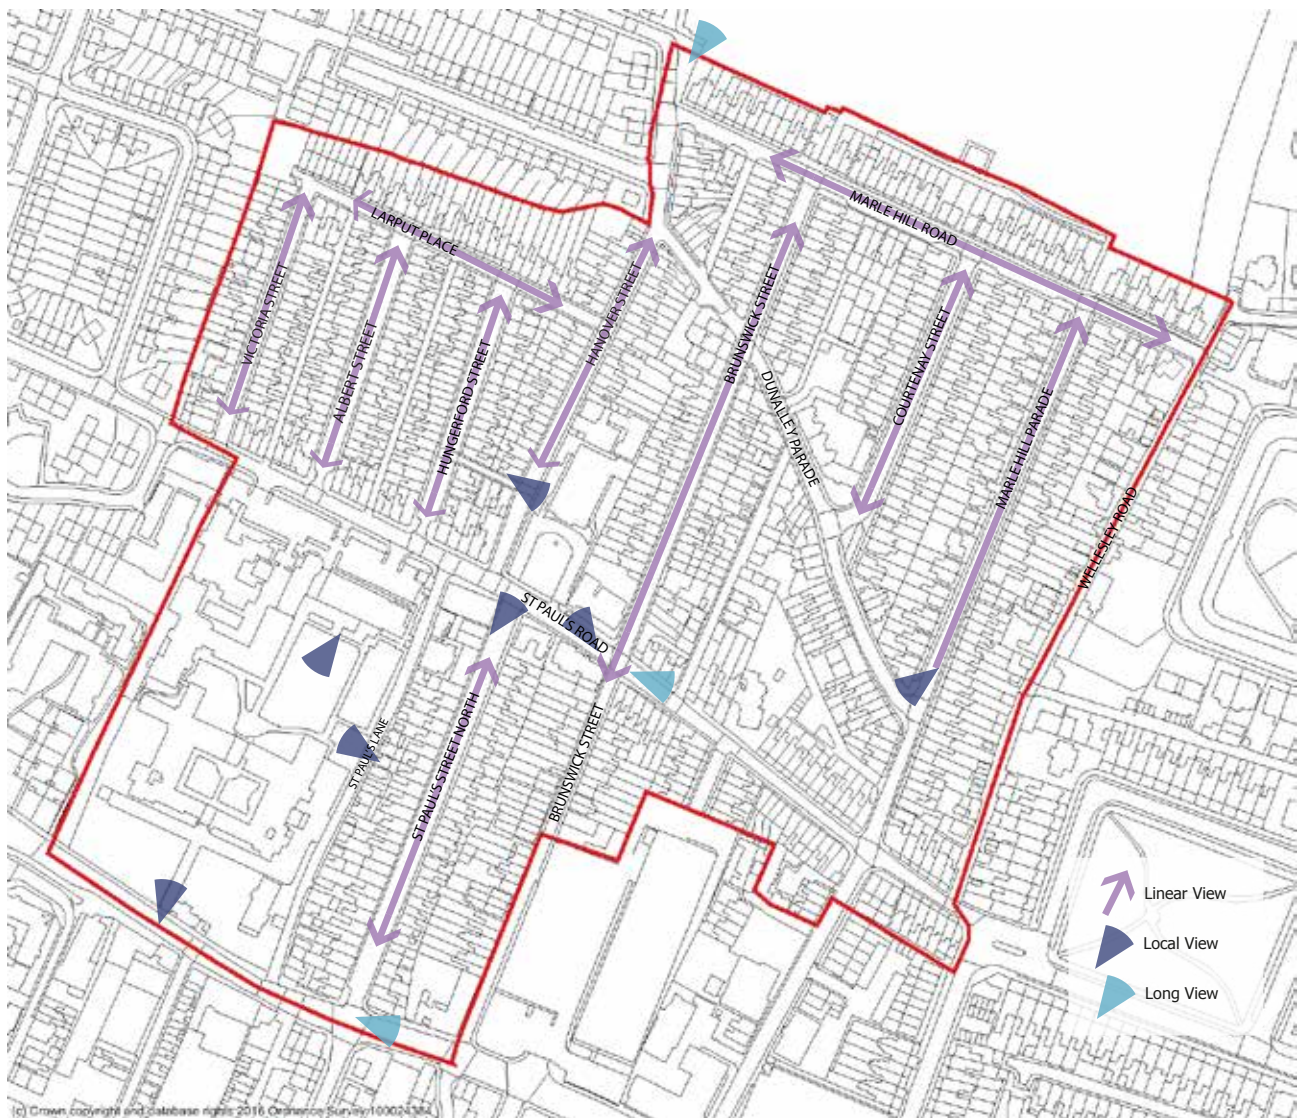 MARLE HILL ROAD
LARPUT PLACE
VICTORIA STREET
ALBERT STREET
HUNGERFORD STREET
HANOVER STREET
BRUNSWICK STREET
DUNALLEY PARADE
COURTENAY STREET
MARLE HILL PARADE
WELLESLEY ROAD
ST PAULS ROAD
ST PAUL'S LANE
ST PAUL'S STREET NORTH
BRUNSWICK STREET
Linear View
Local View
Long View
(c) Crown copyright and database rights 2016 Ordnance Survey 100024384